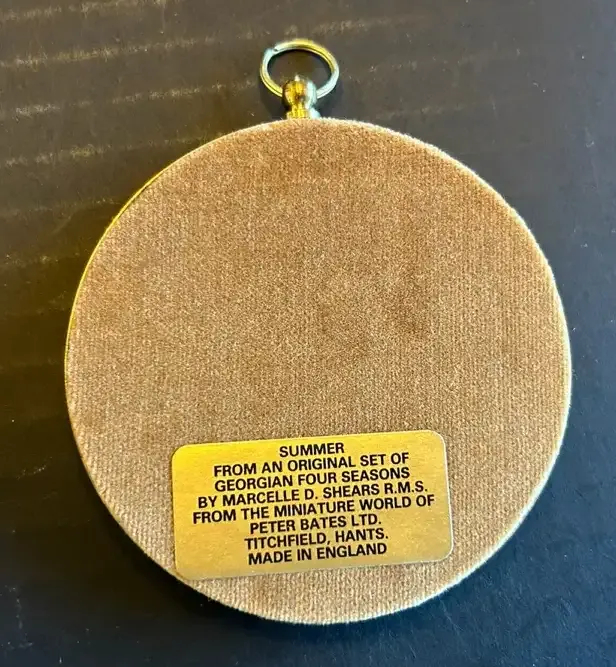 SUMMER
FROM AN ORIGINAL SET OF
GEORGIAN FOUR SEASONS
BY MARCELLE D. SHEARS R.M.S.
FROM THE MINIATURE WORLD OF
PETER BATES LTD.
TITCHFIELD, HANTS.
MADE IN ENGLAND